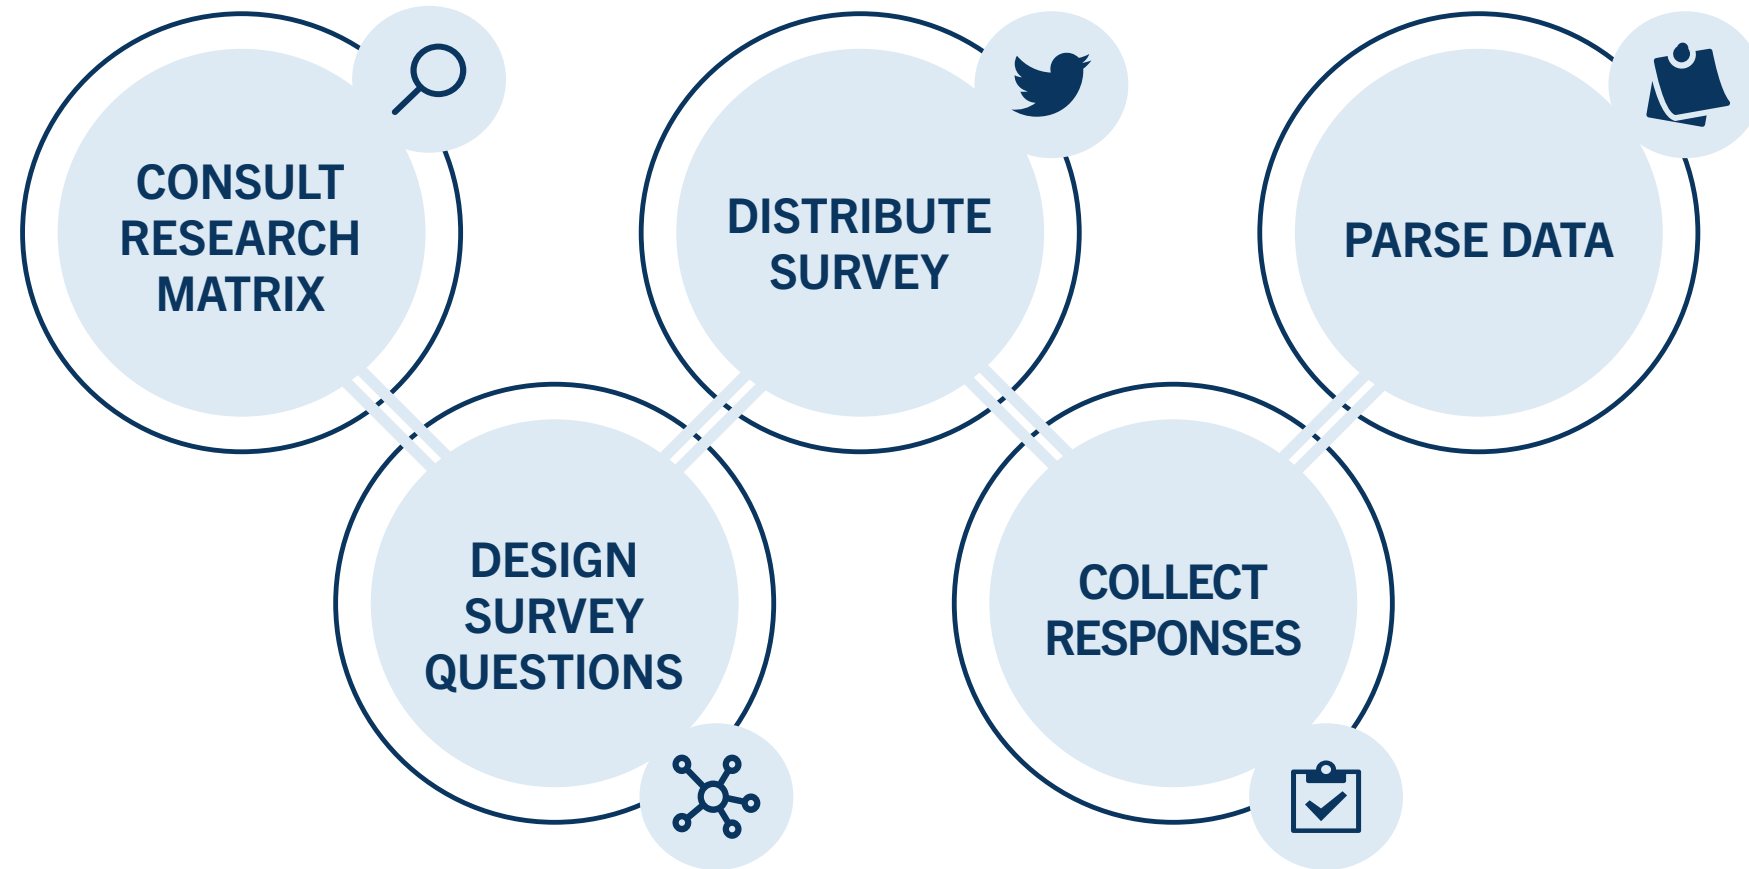 CONSULT
RESEARCH
MATRIX
DESIGN
SURVEY
QUESTIONS
DISTRIBUTE
SURVEY
COLLECT
RESPONSES
PARSE DATA